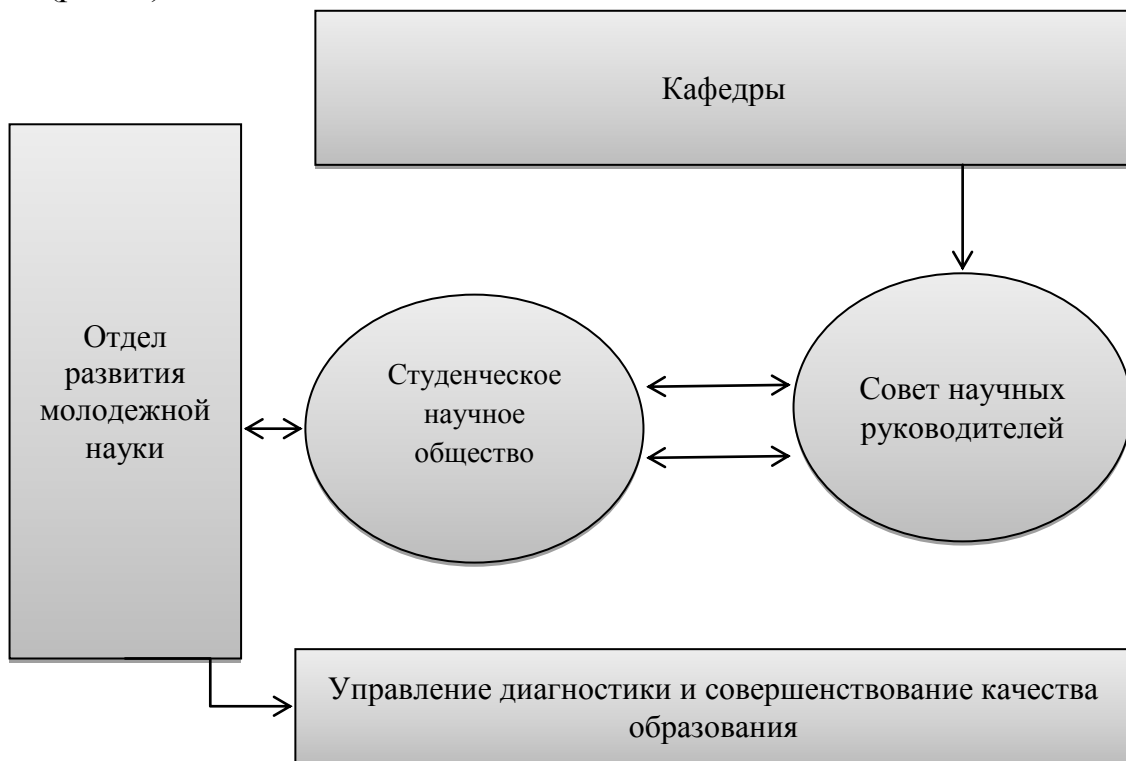 Кафедры
Отдел
развития
молодежной
науки
Студенческое
научное
общество
Совет научных
руководителей
Управление диагностики и совершенствование качества
образования